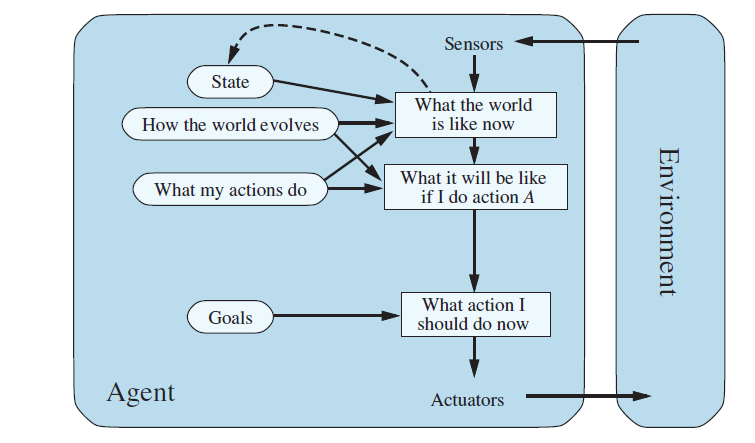 Sensors
State
What the world
is like now
How the world evolves
What it will be like
if I do action A
What my actions do
Environment
What action I
should do now
Goals
Agent
Actuators